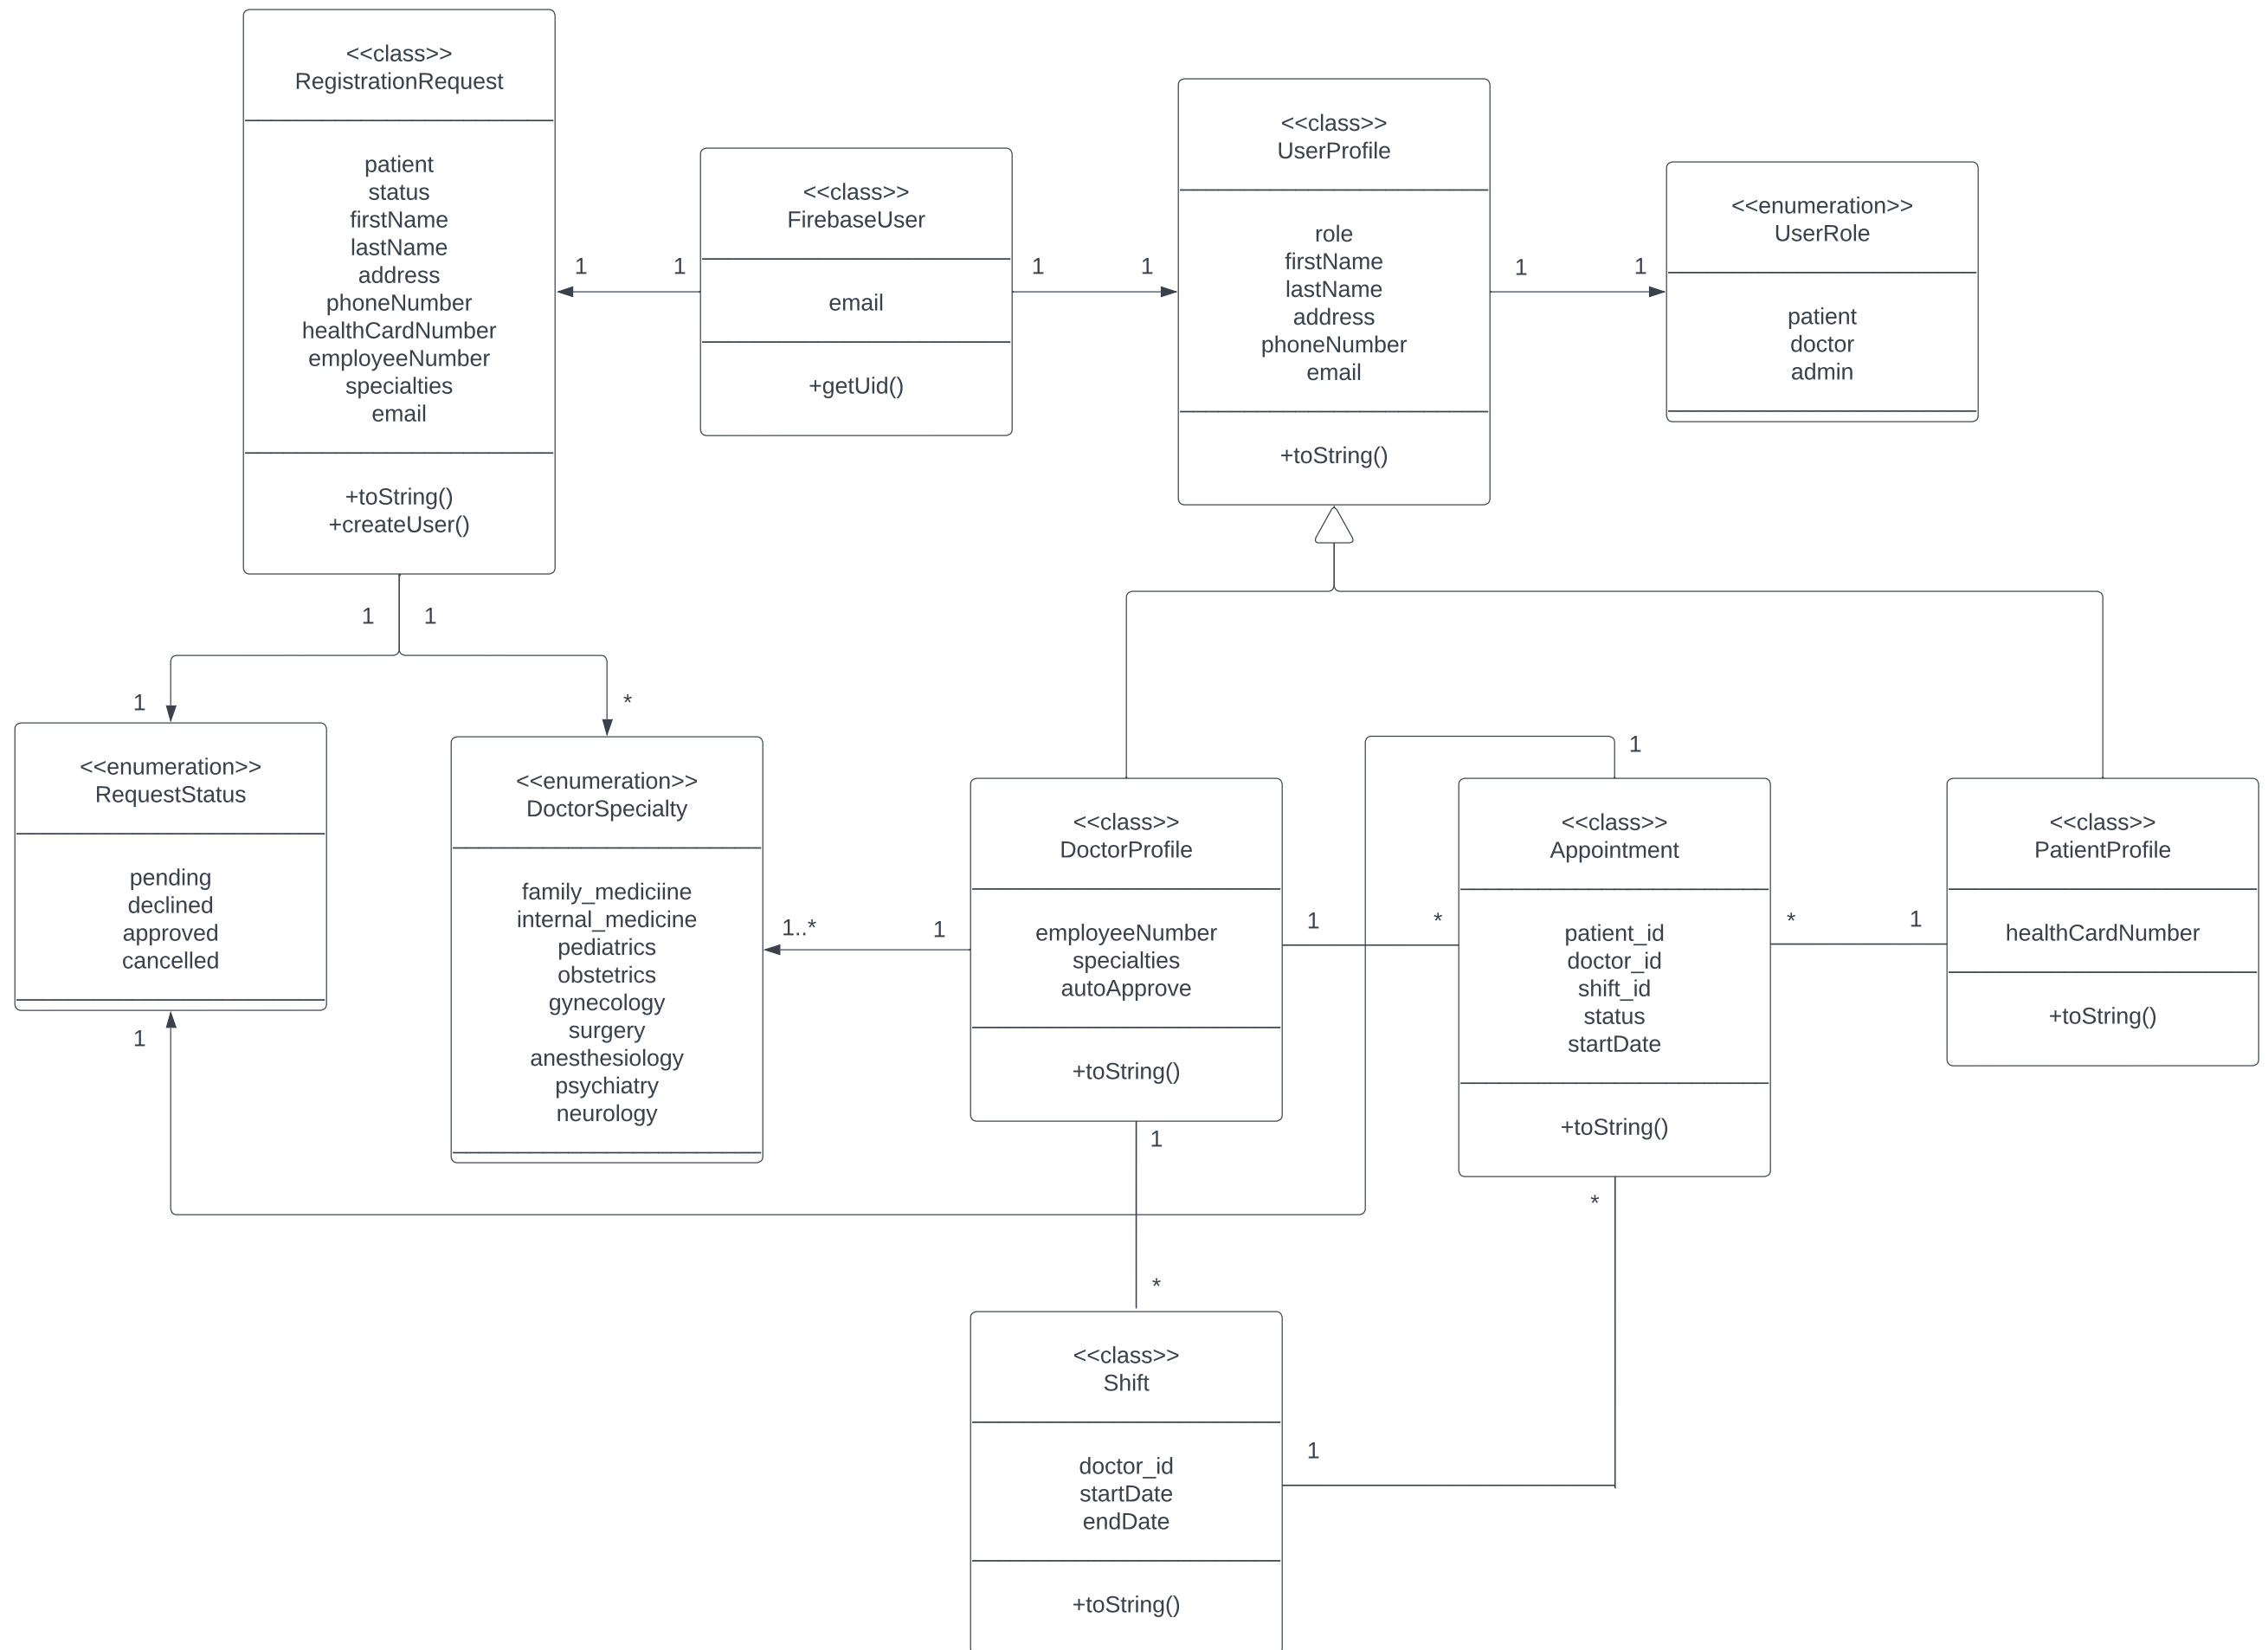 <<class>>
RegistrationRequest
patient
status
firstName
lastName
address
phoneNumber
healthCardNumber
employeeNumber
specialties
email
+toString()
+createUser()
1
1
<<class>>
FirebaseUser
email
+getUid()
1
1
<<class>>
UserProfile
role
firstName
lastName
address
phoneNumber
email
+toString()
1
1
<<enumeration>>
UserRole
patient
doctor
admin
1
1
1
*
<<enumeration>>
RequestStatus
pending
declined
approved
cancelled
1
<<enumeration>>
DoctorSpecialty
family_mediciine
internal_medicine
pediatrics
obstetrics
gynecology
surgery
anesthesiology
psychiatry
neurology
1..*
1
<<class>>
DoctorProfile
employeeNumber
specialties
autoApprove
+toString()
1
*
1
<<class>>
Appointment
patient_id
doctor_id
shift_id
status
startDate
+toString()
*
1
<<class>>
PatientProfile
healthCardNumber
+toString()
1
*
*
1
<<class>>
Shift
doctor_id
startDate
endDate
+toString()